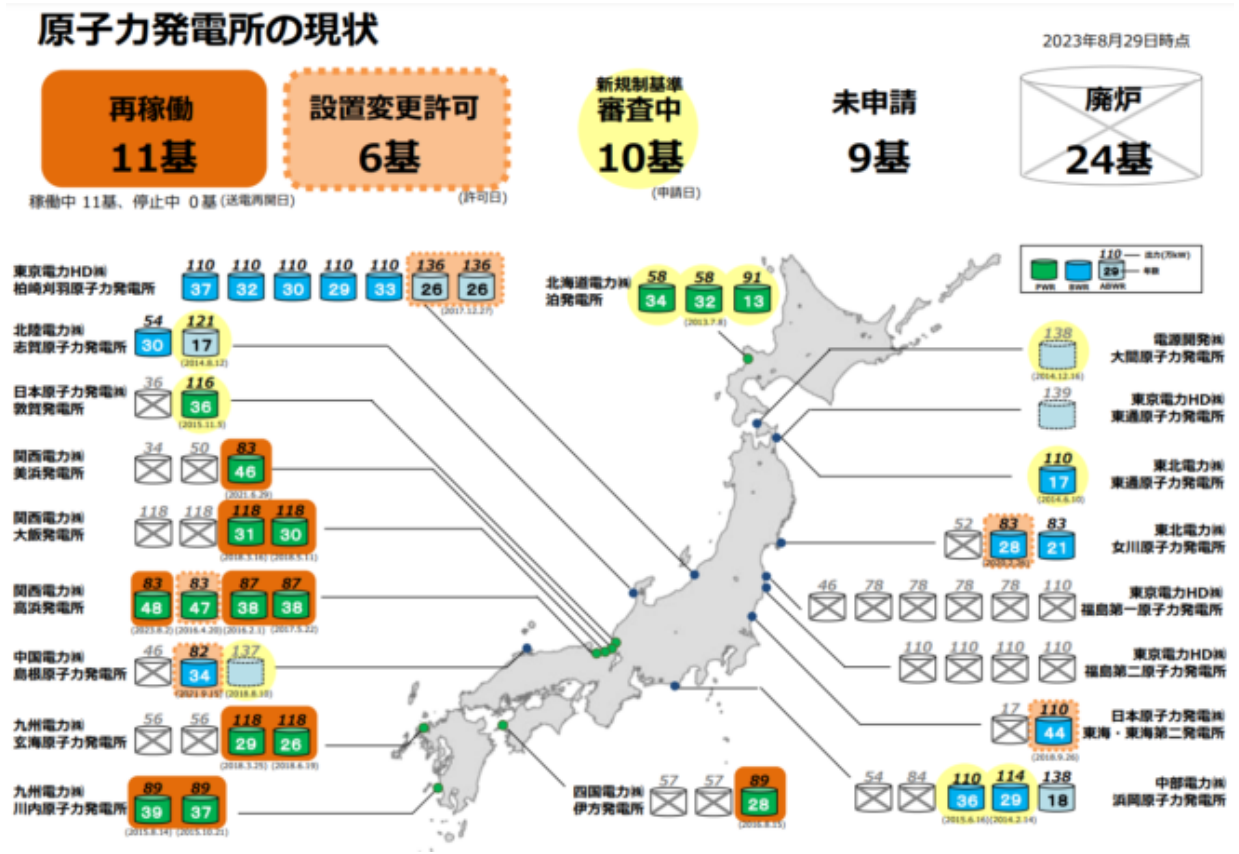 原子力発電所の現状
2023年8月29日時点
再稼働
11基
稼働中 11基、停止中 0基 (送電再開日)
設置変更許可
6基
(許可日)
新規制基準
審査中
10基
(申請日)
未申請
9基
廃炉
24基
110 出力(万kW)
29 年数
PWR BWR ABWR
東京電力HD㈱
柏崎刈羽原子力発電所
110 110 110 110 110 136 136
37 32 30 29 33 26 26
(2017.12.27)
北陸電力㈱
志賀原子力発電所
54 121
30 17
(2014.8.12)
日本原子力発電㈱
敦賀発電所
36 116
36
(2015.11.5)
関西電力㈱
美浜発電所
34 50 83
46
(2021.6.29)
関西電力㈱
大飯発電所
118 118 118 118
31 30
(2018.3.16) (2018.5.11)
関西電力㈱
高浜発電所
83 83 87 87
48 47 38 38
(2023.8.2) (2016.4.20) (2016.2.1) (2017.5.22)
中国電力㈱
島根原子力発電所
46 82 137
34
(2021.9.15) (2018.8.10)
九州電力㈱
玄海原子力発電所
56 56 118 118
29 26
(2018.3.25) (2018.6.19)
九州電力㈱
川内原子力発電所
89 89
39 37
(2015.8.14) (2015.10.21)
北海道電力㈱
泊発電所
58 58 91
34 32 13
(2013.7.8)
電源開発㈱
大間原子力発電所
138
(2014.12.16)
東京電力HD㈱
東通原子力発電所
139
東北電力㈱
東通原子力発電所
110
17
(2014.6.10)
東北電力㈱
女川原子力発電所
52 83 83
28 21
(2020.2.26)
東京電力HD㈱
福島第一原子力発電所
46 78 78 78 78 110
東京電力HD㈱
福島第二原子力発電所
110 110 110 110
日本原子力発電㈱
東海・東海第二発電所
17 110
44
(2018.9.26)
中部電力㈱
浜岡原子力発電所
54 84 110 114 138
36 29 18
(2015.6.16) (2014.2.14)
四国電力㈱
伊方発電所
57 57 89
28
(2016.8.15)